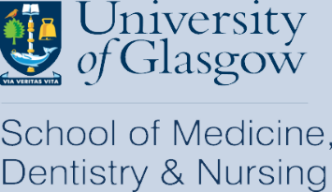 University
of Glasgow
VIA VERITAS VITA
School of Medicine,
Dentistry & Nursing